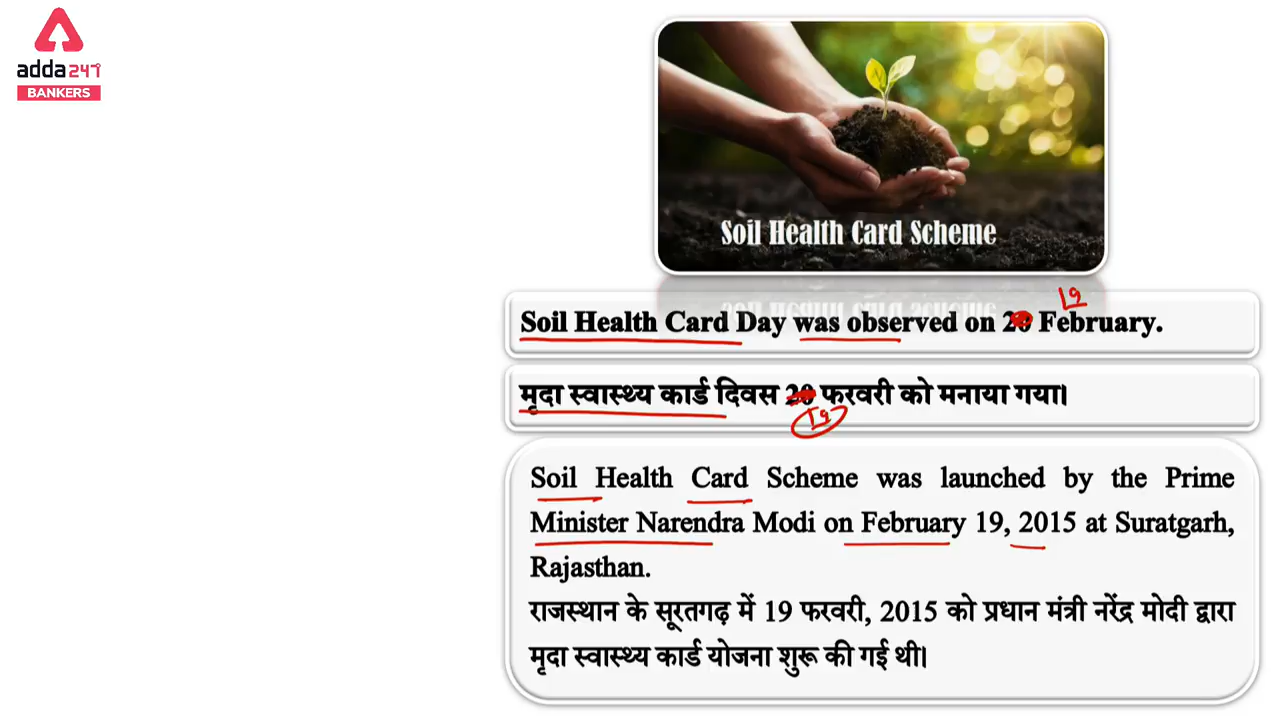 adda247
BANKERS
Soil Health Card Scheme
19
Soil Health Card Day was observed on 20 February.
मृदा स्वास्थ्य कार्ड दिवस 20 फरवरी को मनाया गया।
19
Soil Health Card Scheme was launched by the Prime
Minister Narendra Modi on February 19, 2015 at Suratgarh,
Rajasthan.
राजस्थान के सूरतगढ़ में 19 फरवरी, 2015 को प्रधान मंत्री नरेंद्र मोदी द्वारा
मृदा स्वास्थ्य कार्ड योजना शुरू की गई थी।